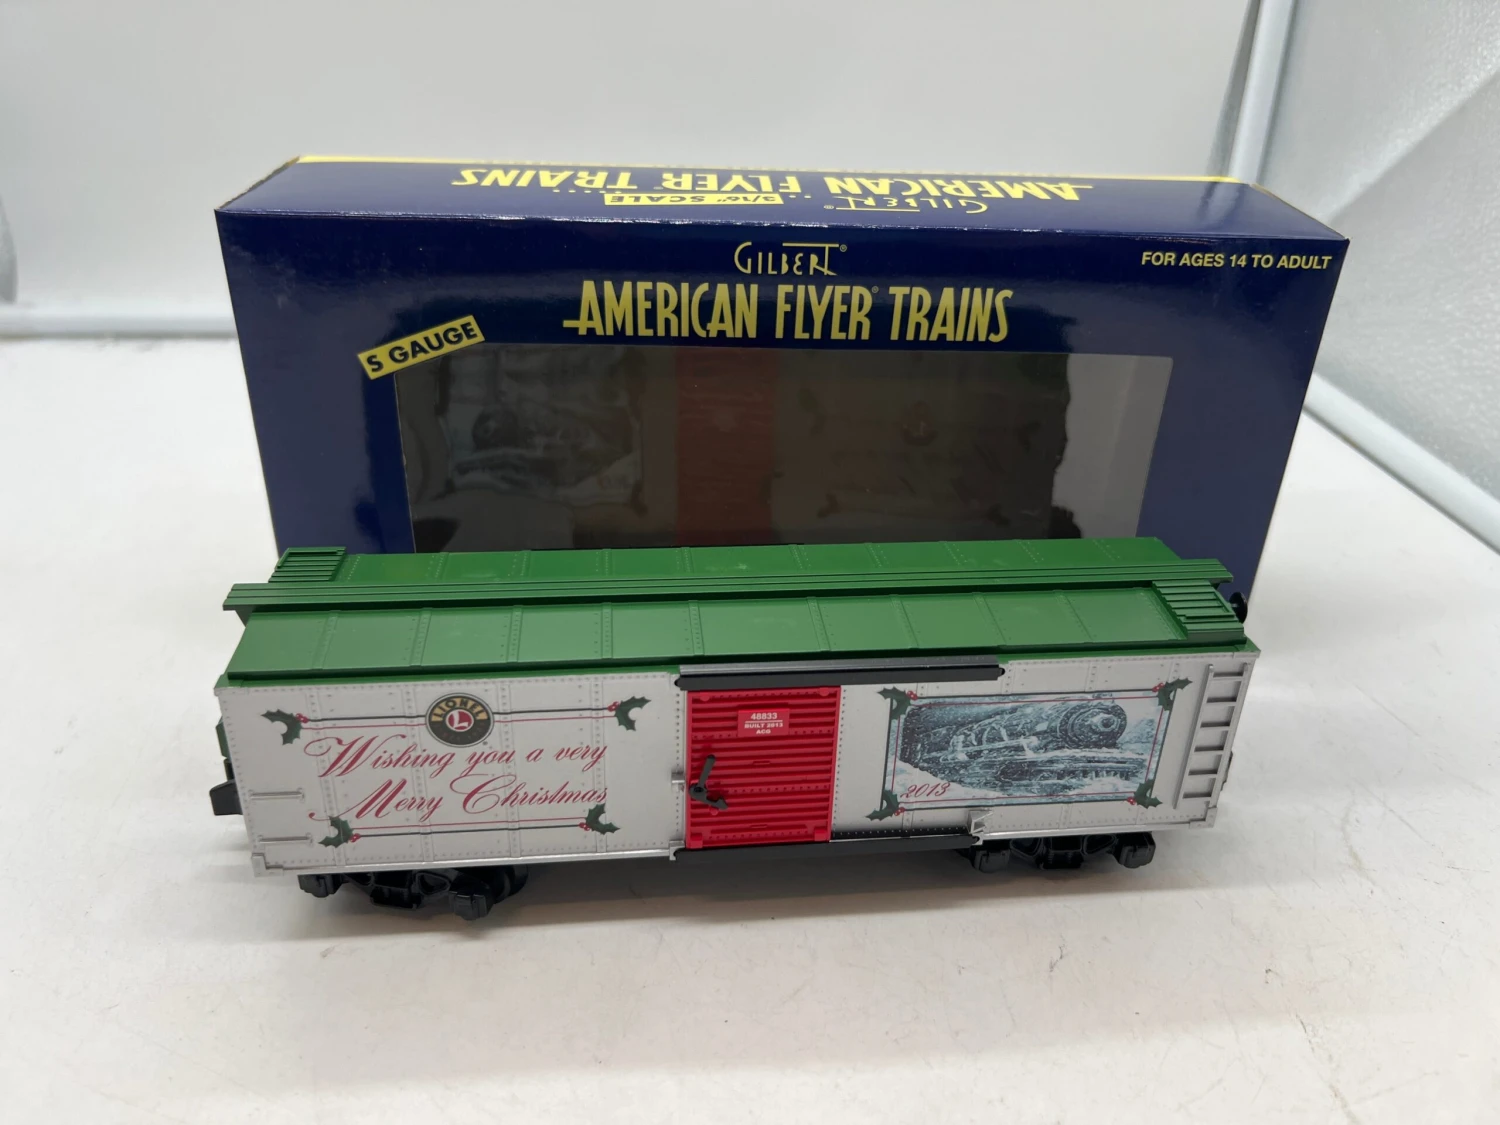 AMERICAN FLYER TRAINS
GILBERT ®
3/16" SCALE
GILBERT®
AMERICAN FLYER® TRAINS
FOR AGES 14 TO ADULT
S GAUGE
LIONEL
L
Wishing you a very
Merry Christmas
48833
BUILT 2013
ACG
2013